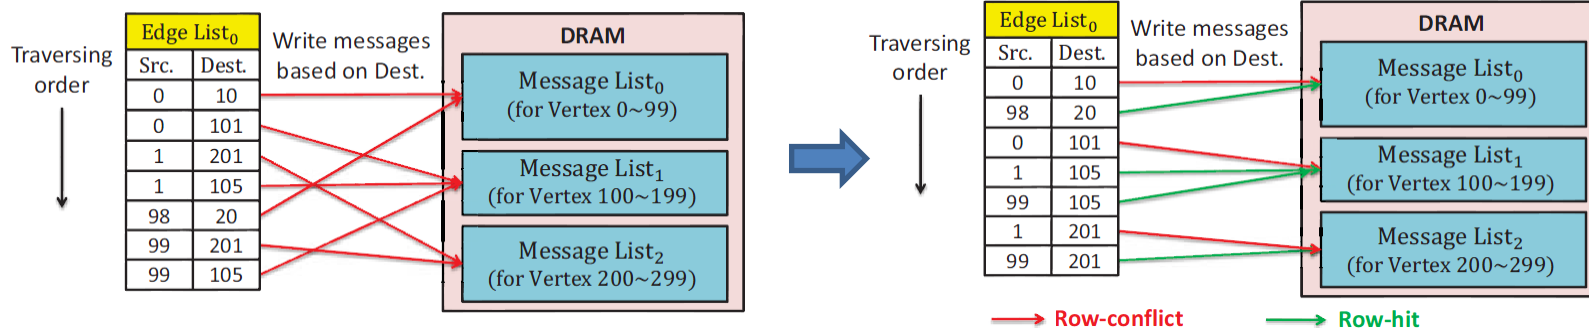 Traversing
order
Edge List₀
Src. Dest.
0 10
0 101
1 201
1 105
98 20
99 201
99 105
Write messages
based on Dest.
DRAM
Message List₀
(for Vertex 0~99)
Message List₁
(for Vertex 100~199)
Message List₂
(for Vertex 200~299)
Traversing
order
Edge List₀
Src. Dest.
0 10
98 20
0 101
1 105
99 105
1 201
99 201
Write messages
based on Dest.
DRAM
Message List₀
(for Vertex 0~99)
Message List₁
(for Vertex 100~199)
Message List₂
(for Vertex 200~299)
Row-conflict
Row-hit